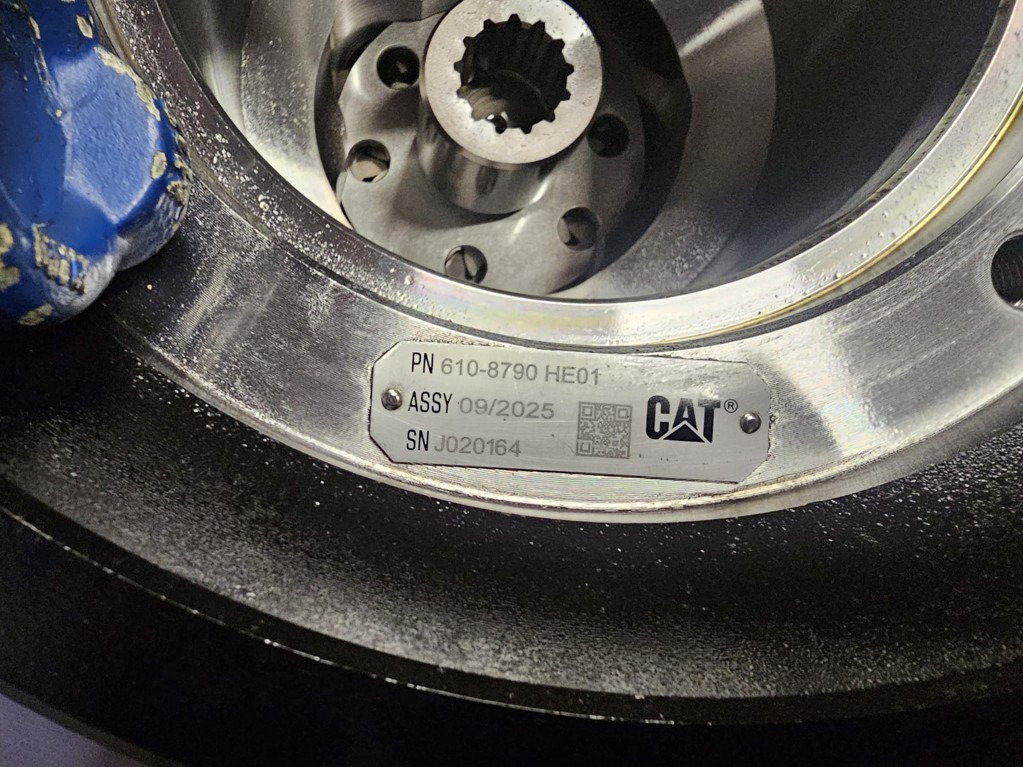 PN 610-8790 HE01
ASSY 09/2025
SN J020164
CAT®